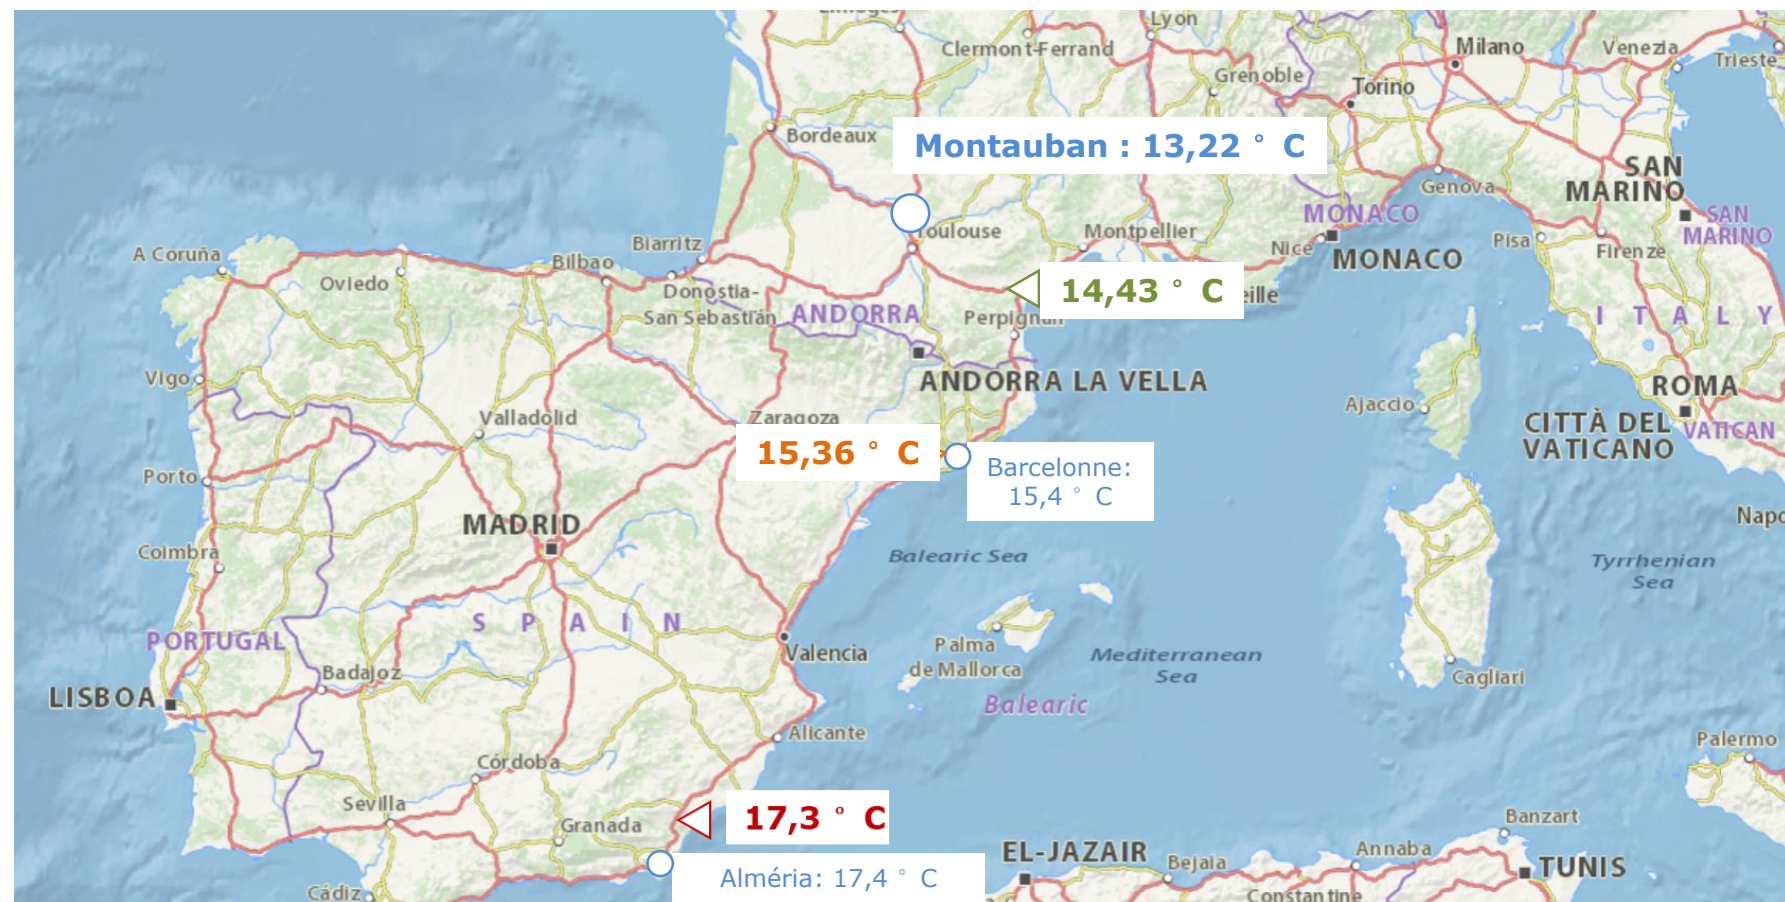 Limoges
Lyon
Clermont-Ferrand
Milano
Venezia
Trieste
Grenoble
Torino
Bordeaux
Montauban : 13,22 ° C
SAN
MARINO
Genova
MONACO
SAN
MARINO
Toulouse
Montpellier
Nice
MONACO
Pisa
Firenze
A Coruña
Biarritz
Bilbao
Oviedo
Donostia-
San Sebastián
ANDORRA
14,43 ° C
eille
Perpignan
I T A L Y
Vigo
ANDORRA LA VELLA
ROMA
Ajaccio
Valladolid
Zaragoza
CITTÀ DEL
VATICANO
VATICAN
15,36 ° C
Barcelonne:
15,4 ° C
Porto
MADRID
Napo
Coimbra
Balearic Sea
Tyrrhenian
Sea
S P A I N
PORTUGAL
Palma
de Mallorca
Valencia
Mediterranean
Sea
Badajoz
Cagliari
LISBOA
Balearic
Alicante
Palermo
Córdoba
Sevilla
17,3 ° C
Granada
Banzart
EL-JAZAIR
Bejaia
Annaba
TUNIS
Alméria: 17,4 ° C
Cádiz
Constantine